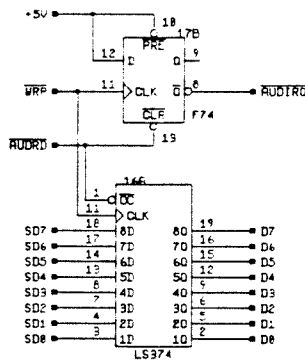 10
+5V 17B
PRE
12 D Q 9
WRP 11 CLK Q 8 AUDIRQ
CLR F74
AUDRD 13
16E
1 OC
11 CLK
SD7 18 8D 8Q 19 D7
SD6 17 7D 7Q 16 D6
SD5 14 6D 6Q 15 D5
SD4 13 5D 5Q 12 D4
SD3 8 4D 4Q 9 D3
SD2 7 3D 3Q 6 D2
SD1 4 2D 2Q 5 D1
SD0 3 1D 1Q 2 D0
LS374